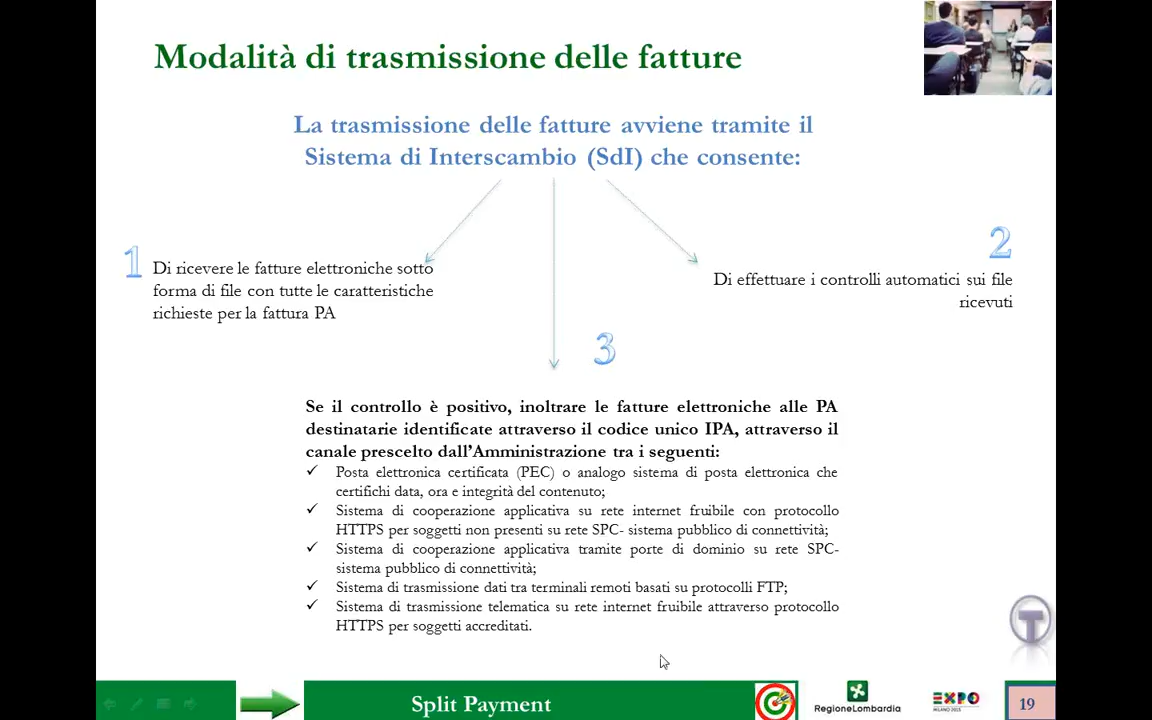 Modalità di trasmissione delle fatture
La trasmissione delle fatture avviene tramite il
Sistema di Interscambio (SdI) che consente:
1
Di ricevere le fatture elettroniche sotto
forma di file con tutte le caratteristiche
richieste per la fattura PA
2
Di effettuare i controlli automatici sui file
ricevuti
3
Se il controllo è positivo, inoltrare le fatture elettroniche alle PA
destinatarie identificate attraverso il codice unico IPA, attraverso il
canale prescelto dall'Amministrazione tra i seguenti:
✓ Posta elettronica certificata (PEC) o analogo sistema di posta elettronica che
certifichi data, ora e integrità del contenuto;
✓ Sistema di cooperazione applicativa su rete internet fruibile con protocollo
HTTPS per soggetti non presenti su rete SPC- sistema pubblico di connettività;
✓ Sistema di cooperazione applicativa tramite porte di dominio su rete SPC-
sistema pubblico di connettività;
✓ Sistema di trasmissione dati tra terminali remoti basati su protocolli FTP;
✓ Sistema di trasmissione telematica su rete internet fruibile attraverso protocollo
HTTPS per soggetti accreditati.
T
Split Payment
RegioneLombardia
EXPO
MILANO 2015
19